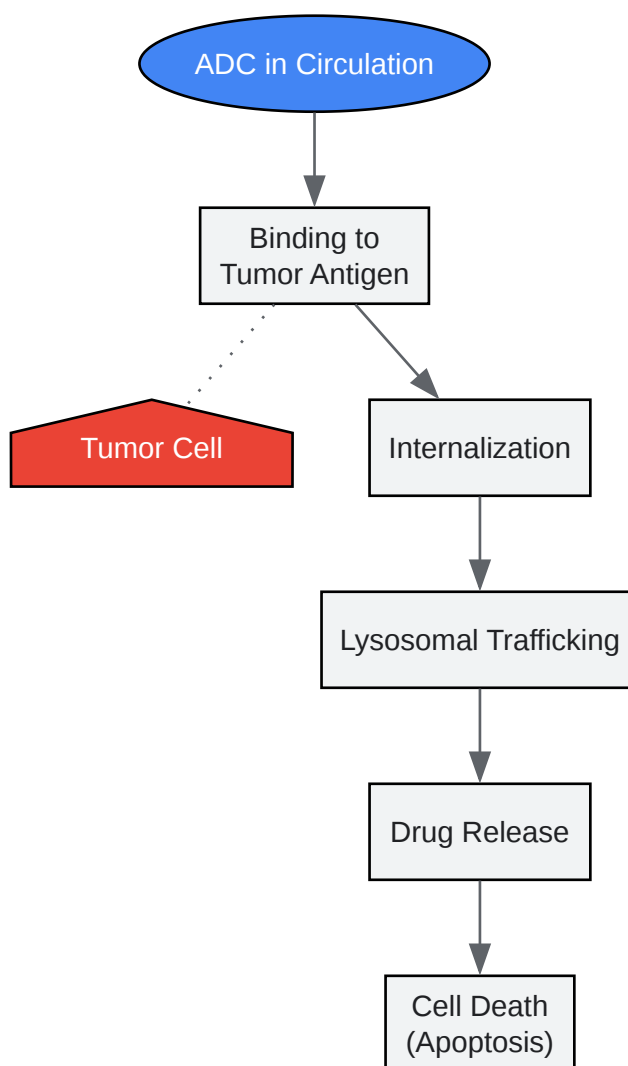 ADC in Circulation
Binding to
Tumor Antigen
Tumor Cell
Internalization
Lysosomal Trafficking
Drug Release
Cell Death
(Apoptosis)